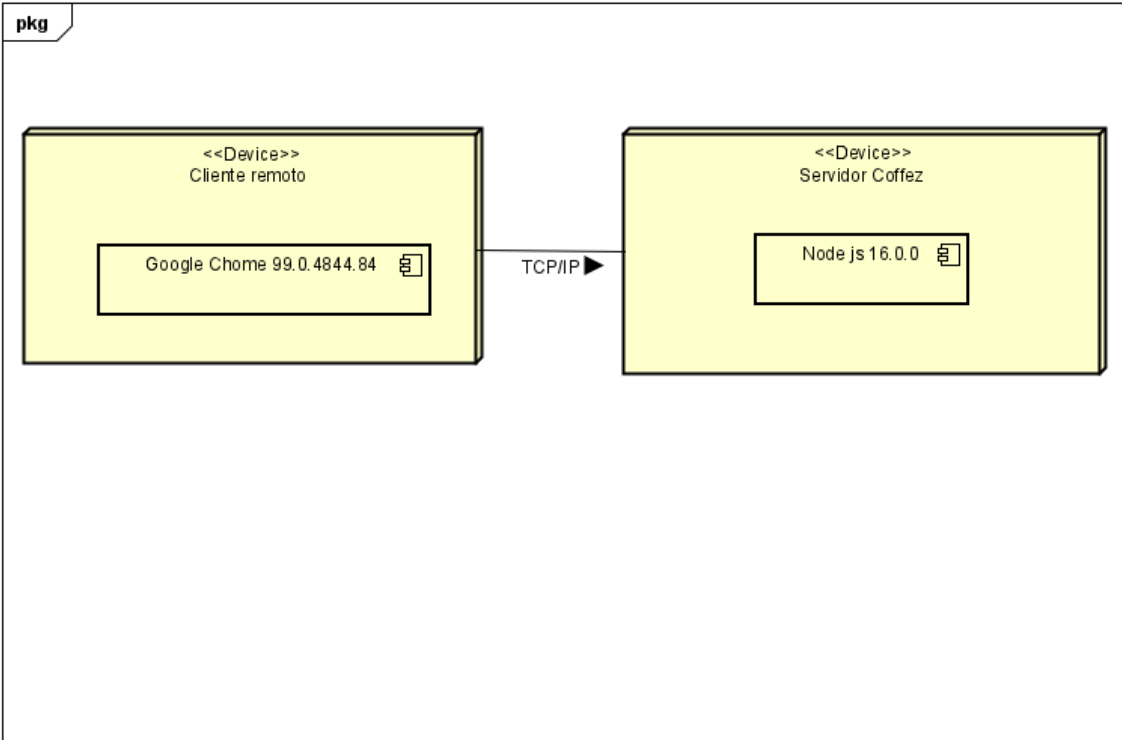 pkg
<<Device>>
Cliente remoto
Google Chome 99.0.4844.84
TCP/IP
<<Device>>
Servidor Coffez
Node js 16.0.0